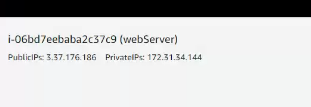 i-06bd7eebaba2c37c9 (webServer)
PublicIPs: 3.37.176.186 PrivateIPs: 172.31.34.144